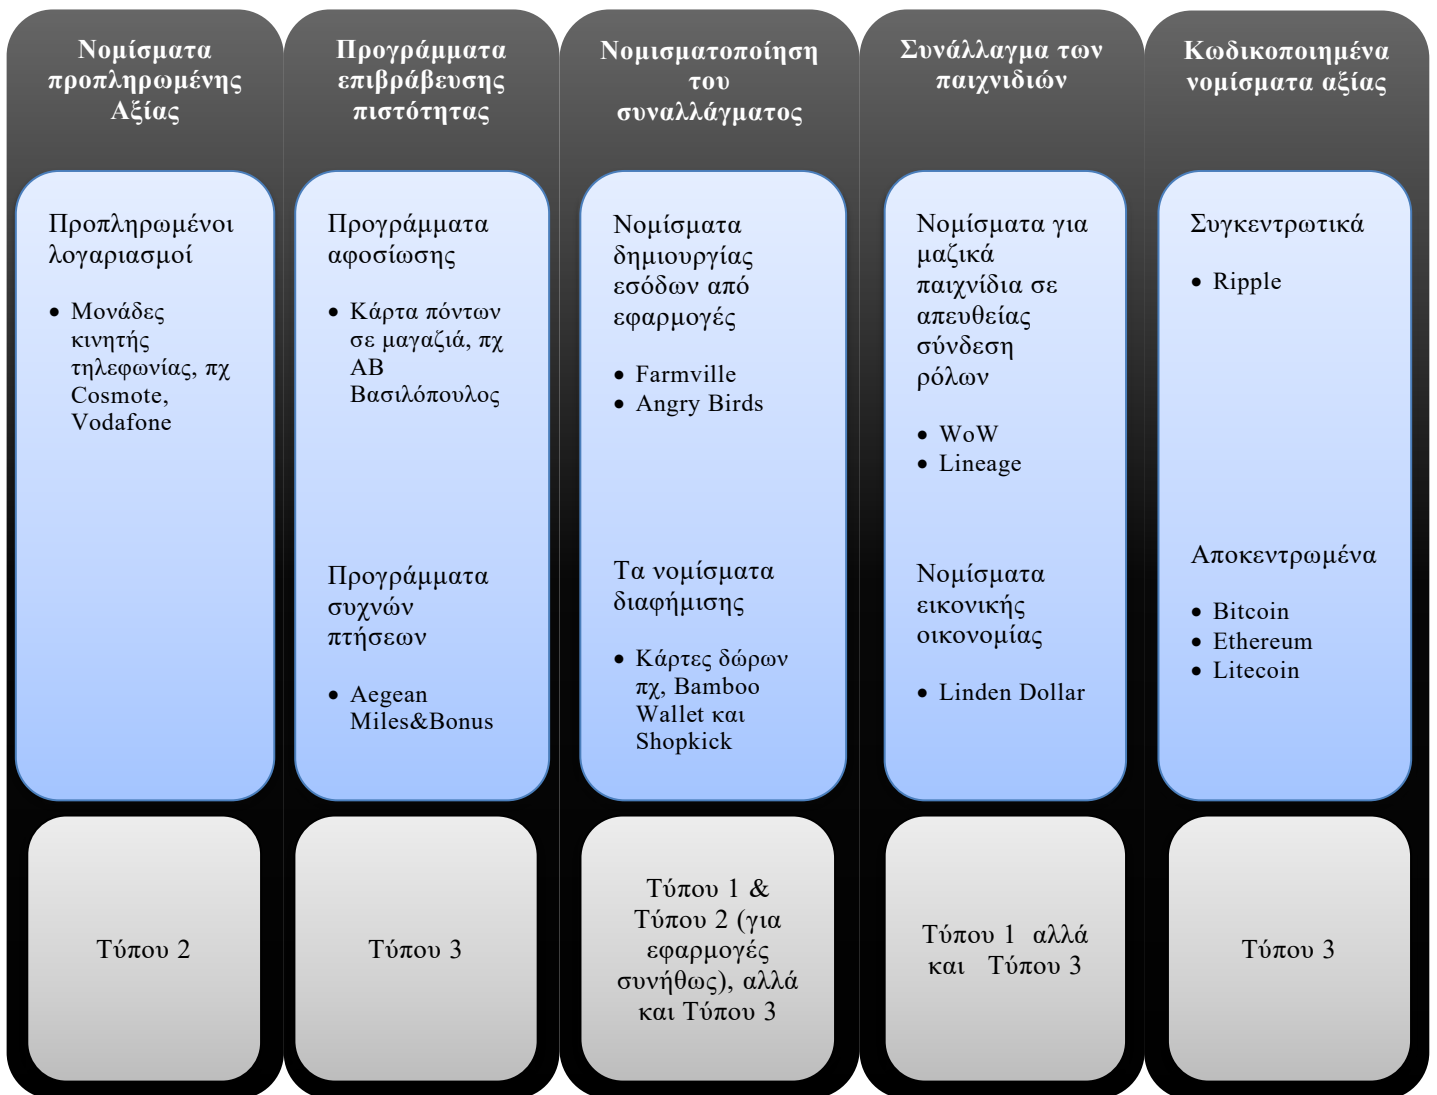 Νομίσματα
προπληρωμένης
Αξίας
Προπληρωμένοι
λογαριασμοί
• Μονάδες
κινητής
τηλεφωνίας, πχ
Cosmote,
Vodafone
Τύπου 2
Προγράμματα
επιβράβευσης
πιστότητας
Προγράμματα
αφοσίωσης
• Κάρτα πόντων
σε μαγαζιά, πχ
ΑΒ
Βασιλόπουλος
Προγράμματα
συχνών
πτήσεων
• Aegean
Miles&Bonus
Τύπου 3
Νομισματοποίηση
του
συναλλάγματος
Νομίσματα
δημιουργίας
εσόδων από
εφαρμογές
• Farmville
• Angry Birds
Τα νομίσματα
διαφήμισης
• Κάρτες δώρων
πχ, Bamboo
Wallet και
Shopkick
Τύπου 1 &
Τύπου 2 (για
εφαρμογές
συνήθως), αλλά
και Τύπου 3
Συνάλλαγμα των
παιχνιδιών
Νομίσματα για
μαζικά
παιχνίδια σε
απευθείας
σύνδεση
ρόλων
• WoW
• Lineage
Νομίσματα
εικονικής
οικονομίας
• Linden Dollar
Τύπου 1 αλλά
και Τύπου 3
Κωδικοποιημένα
νομίσματα αξίας
Συγκεντρωτικά
• Ripple
Αποκεντρωμένα
• Bitcoin
• Ethereum
• Litecoin
Τύπου 3